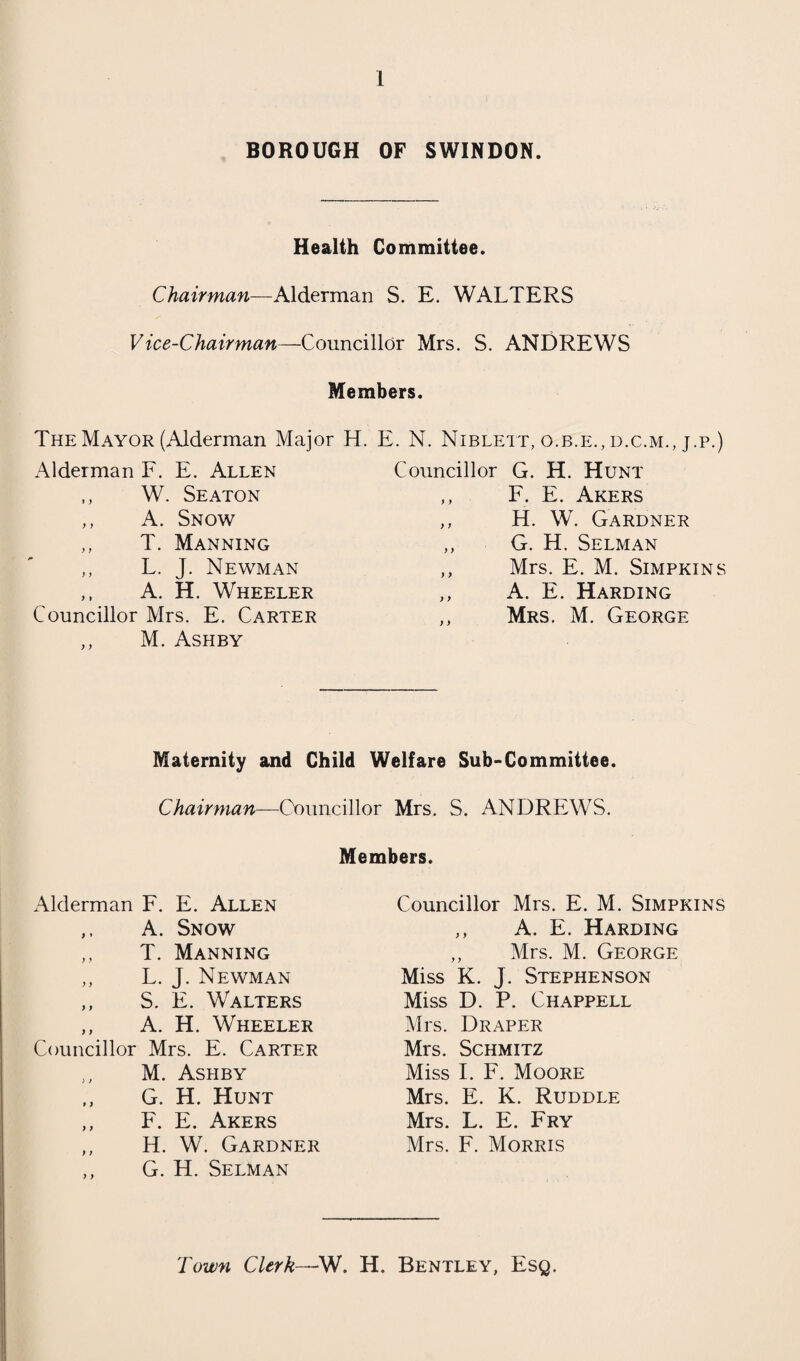 1
BOROUGH OF SWINDON.
Health Committee.
Chairman—Alderman S. E. WALTERS
Vice-Chairman—Councillor Mrs. S. ANDREWS
Members.
THE MAYOR (Alderman Major H. E. N. NIBLETT, O.B.E., D.C.M., J.P.)
Alderman F. E. ALLEN
,, W. SEATON
,, A. SNOW
,, T. MANNING
,, L. J. NEWMAN
,, A. H. WHEELER
Councillor Mrs. E. CARTER
,, M. ASHBY
Councillor G. H. HUNT
,, F. E. AKERS
,, H. W. GARDNER
,, G. H. SELMAN
,, Mrs. E. M. SIMPKINS
,, A. E. HARDING
,, MRS. M. GEORGE
Maternity and Child Welfare Sub-Committee.
Chairman—Councillor Mrs. S. ANDREWS.
Members.
Alderman F. E. ALLEN
,, A. SNOW
,, T. MANNING
,, L. J. NEWMAN
,, S. E. WALTERS
,, A. H. WHEELER
Councillor Mrs. E. CARTER
,, M. ASHBY
,, G. H. HUNT
,, F. E. AKERS
,, H. W. GARDNER
,, G. H. SELMAN
Councillor Mrs. E. M. SIMPKINS
,, A. E. HARDING
,, Mrs. M. GEORGE
Miss K. J. STEPHENSON
Miss D. P. CHAPPELL
Mrs. DRAPER
Mrs. SCHMITZ
Miss I. F. MOORE
Mrs. E. K. RUDDLE
Mrs. L. E. FRY
Mrs. F. MORRIS
Town Clerk—W. H. BENTLEY, ESQ.